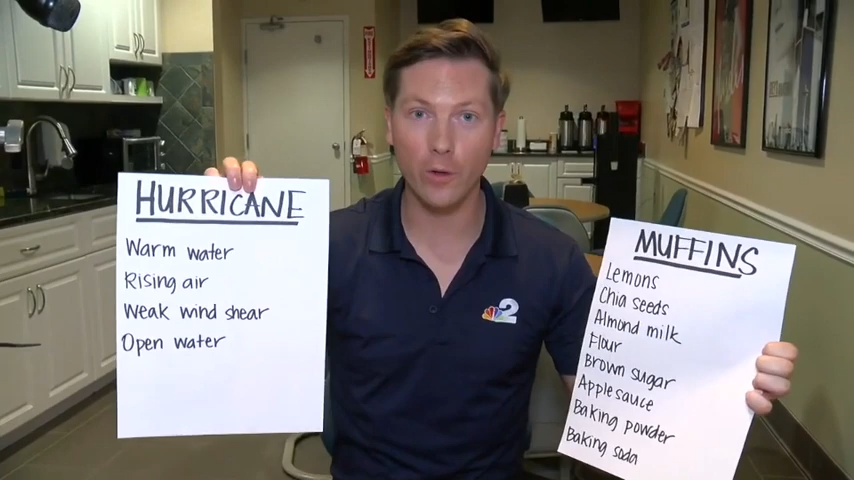 HURRICANE
Warm water
Rising air
Weak wind shear
Open water
MUFFINS
Lemons
Chia seeds
Almond milk
Flour
Brown sugar
Applesauce
Baking powder
Baking soda
2